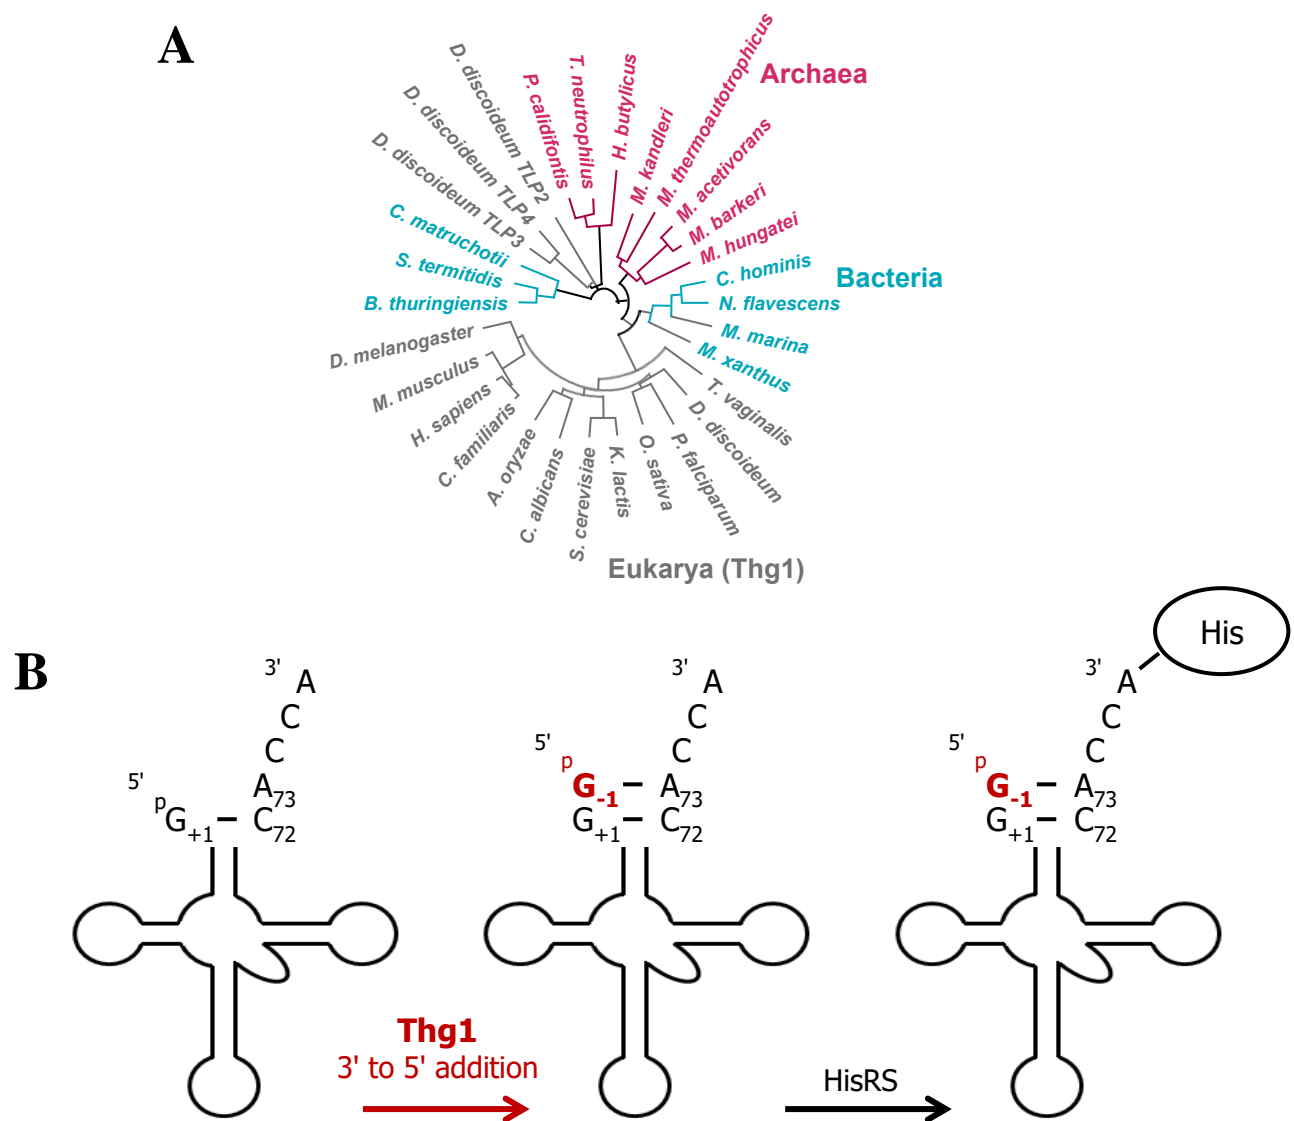 A
Archaea
D. discoideum TLP2
D. discoideum TLP4
D. discoideum TLP3
P. calidifontis
T. neutrophilus
H. butylicus
M. kandleri
M. thermoautotrophicus
M. acetivorans
M. barkeri
M. hungatei
Bacteria
C. hominis
N. flavescens
M. marina
M. xanthus
C. matruchotii
S. termitidis
B. thuringiensis
D. melanogaster
M. musculus
H. sapiens
C. familiaris
A. oryzae
C. albicans
S. cerevisiae
K. lactis
O. sativa
P. falciparum
D. discoideum
T. vaginalis
Eukarya (Thg1)
B
3' A
C
C
5' A73
pG+1 – C72
Thg1
3' to 5' addition
3' A
C
5' C
pG-1 – A73
G+1 – C72
HisRS
His
3' A
C
5' C
pG-1 – A73
G+1 – C72